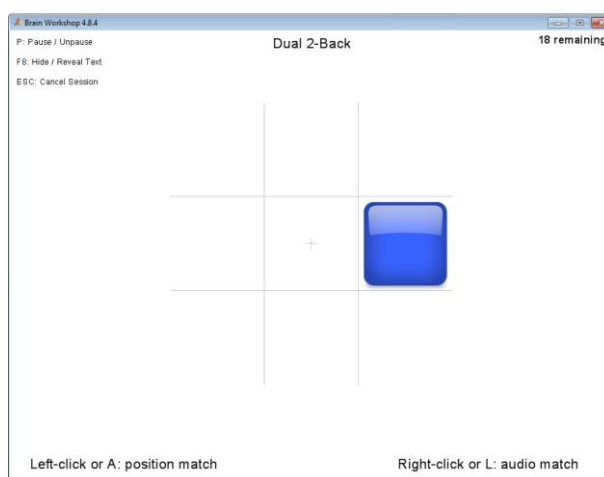 Brain Workshop 4.8.4
P: Pause / Unpause
Dual 2-Back
18 remaining
F8: Hide / Reveal Text
ESC: Cancel Session
Left-click or A: position match
Right-click or L: audio match